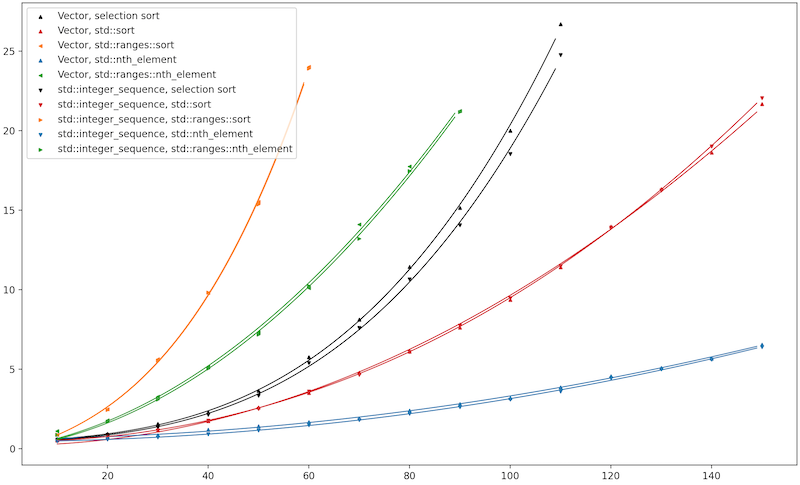 Vector, selection sort
Vector, std::sort
Vector, std::ranges::sort
Vector, std::nth_element
Vector, std::ranges::nth_element
std::integer_sequence, selection sort
std::integer_sequence, std::sort
std::integer_sequence, std::ranges::sort
std::integer_sequence, std::nth_element
std::integer_sequence, std::ranges::nth_element
25
20
15
10
5
0
20 40 60 80 100 120 140